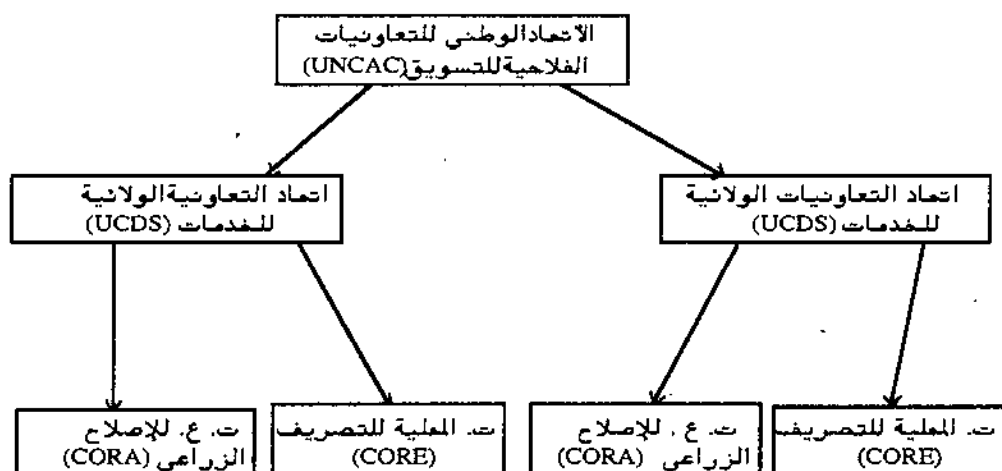 الاتحاد الوطني للتعاونيات
الفلاحية للتسويق (UNCAC)
اتحاد التعاونيات الولائية
للخدمات (UCDS)
اتحاد التعاونية الولائية
للخدمات (UCDS)
ت. المحلية للتصريف
(CORE)
ت. ع. للإصلاح
الزراعي (CORA)
ت. المحلية للتصريف
(CORE)
ت. ع. للإصلاح
الزراعي (CORA)